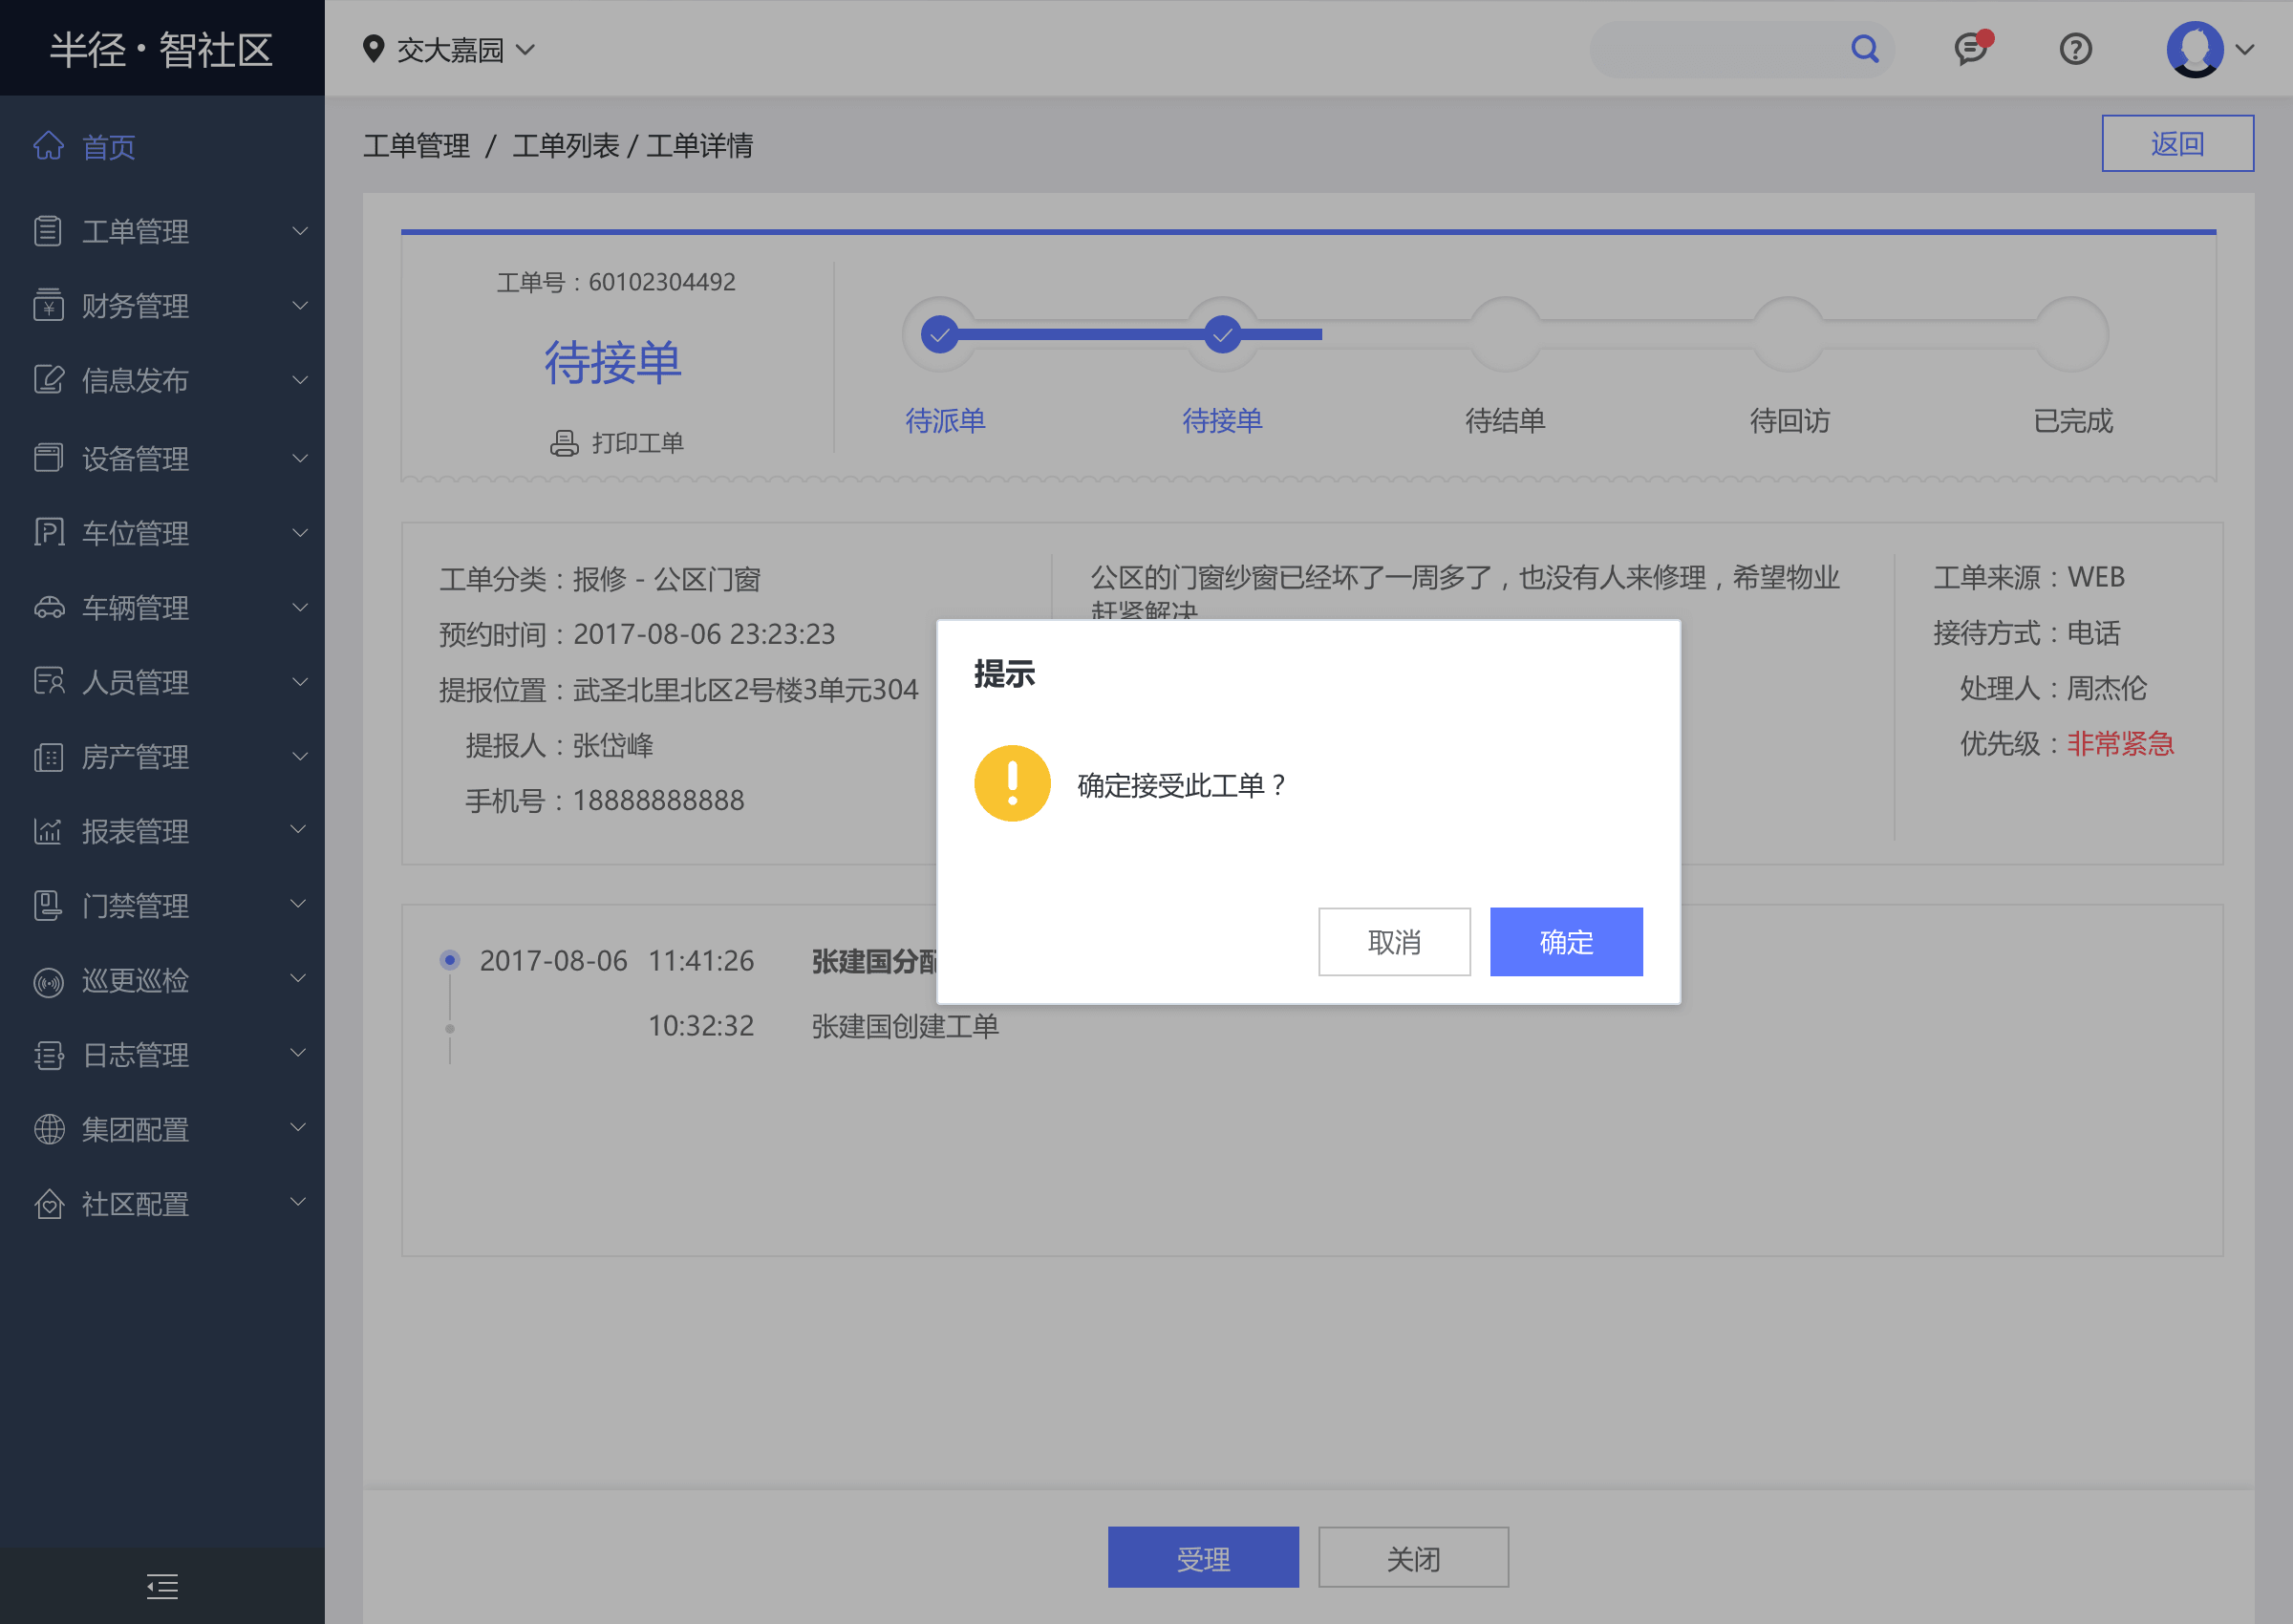 半径·智社区
交大嘉园
首页
工单管理
财务管理
信息发布
设备管理
车位管理
车辆管理
人员管理
房产管理
报表管理
门禁管理
巡更巡检
日志管理
集团配置
社区配置
工单管理 / 工单列表 / 工单详情
返回
工单号：60102304492
待接单
打印工单
待派单
待接单
待结单
待回访
已完成
工单分类：报修 - 公区门窗
预约时间：2017-08-06 23:23:23
提报位置：武圣北里北区2号楼3单元304
提报人：张岱峰
手机号：18888888888
公区的门窗纱窗已经坏了一周多了，也没有人来修理，希望物业
赶紧解决
工单来源：WEB
接待方式：电话
处理人：周杰伦
优先级：非常紧急
提示
确定接受此工单？
取消
确定
2017-08-06 11:41:26 张建国分配
10:32:32 张建国创建工单
受理
关闭